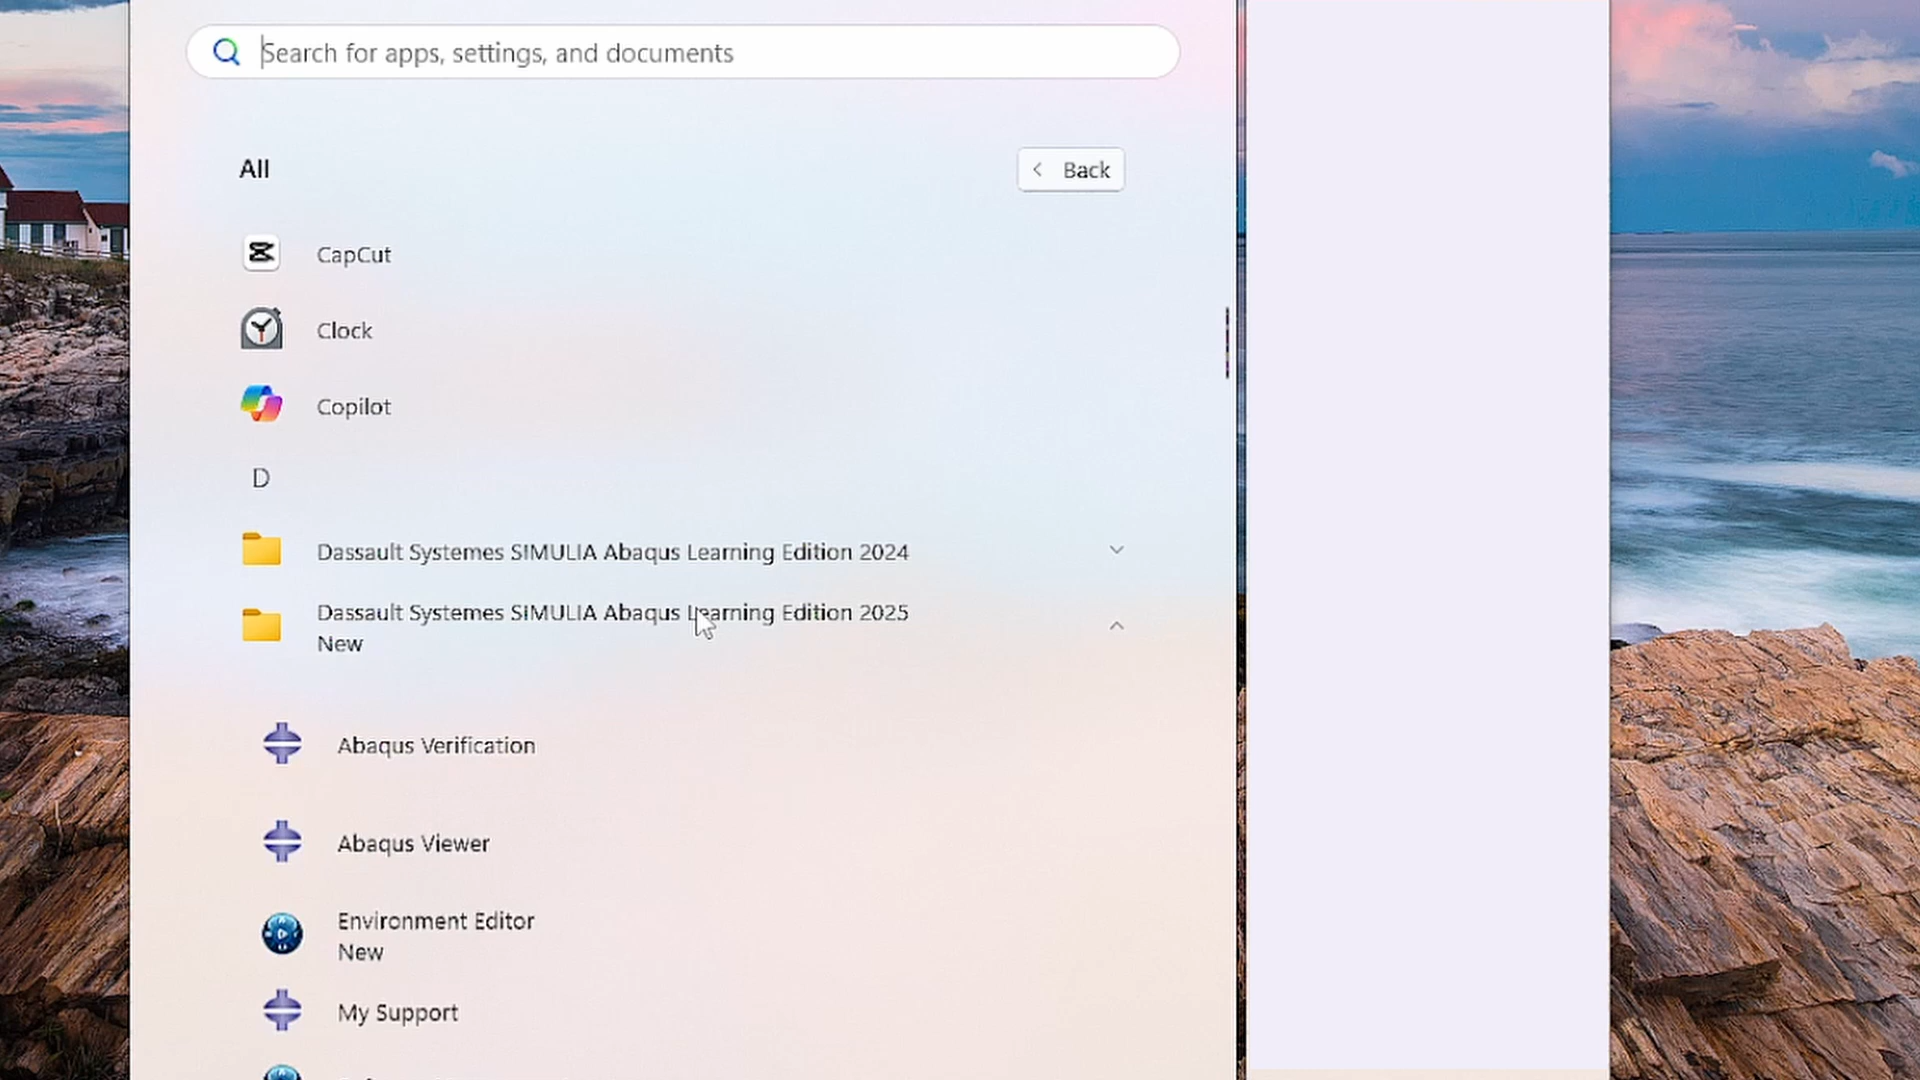 Search for apps, settings, and documents
All
Back
CapCut
Clock
Copilot
D
Dassault Systemes SIMULIA Abaqus Learning Edition 2024
Dassault Systemes SIMULIA Abaqus Learning Edition 2025
New
Abaqus Verification
Abaqus Viewer
Environment Editor
New
My Support